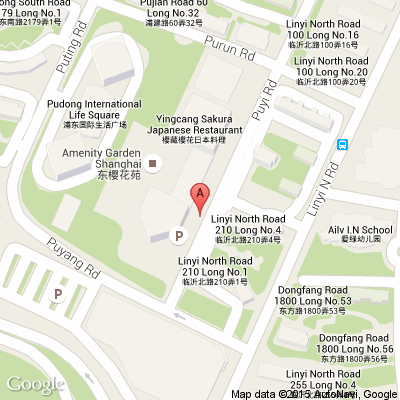 ong South Road
179 Long No.1
东南路2179弄1号
Puting Rd
Pujian Road 60
Long No.32
浦建路60弄32号
Purun Rd
Linyi North Road
100 Long No.16
临沂北路100弄16号
Linyi North Road
100 Long No.20
临沂北路100弄20号
Puyi Rd
Pudong International
Life Square
浦东国际生活广场
Yingcang Sakura
Japanese Restaurant
樱藏樱花日本料理
Amenity Garden
Shanghai
东樱花苑
A
Linyi N Rd
Linyi North Road
210 Long No.4
临沂北路210弄4号
Ailv I.N School
爱绿幼儿园
P
Puyang Rd
Linyi North Road
210 Long No.1
临沂北路210弄1号
P
Dongfang Road
1800 Long No.53
东方路1800弄53号
Dongfang Road
1800 Long No.56
东方路1800弄56号
Linyi North Road
255 Long No.4
Google
Map data ©2015 AutoNavi, Google